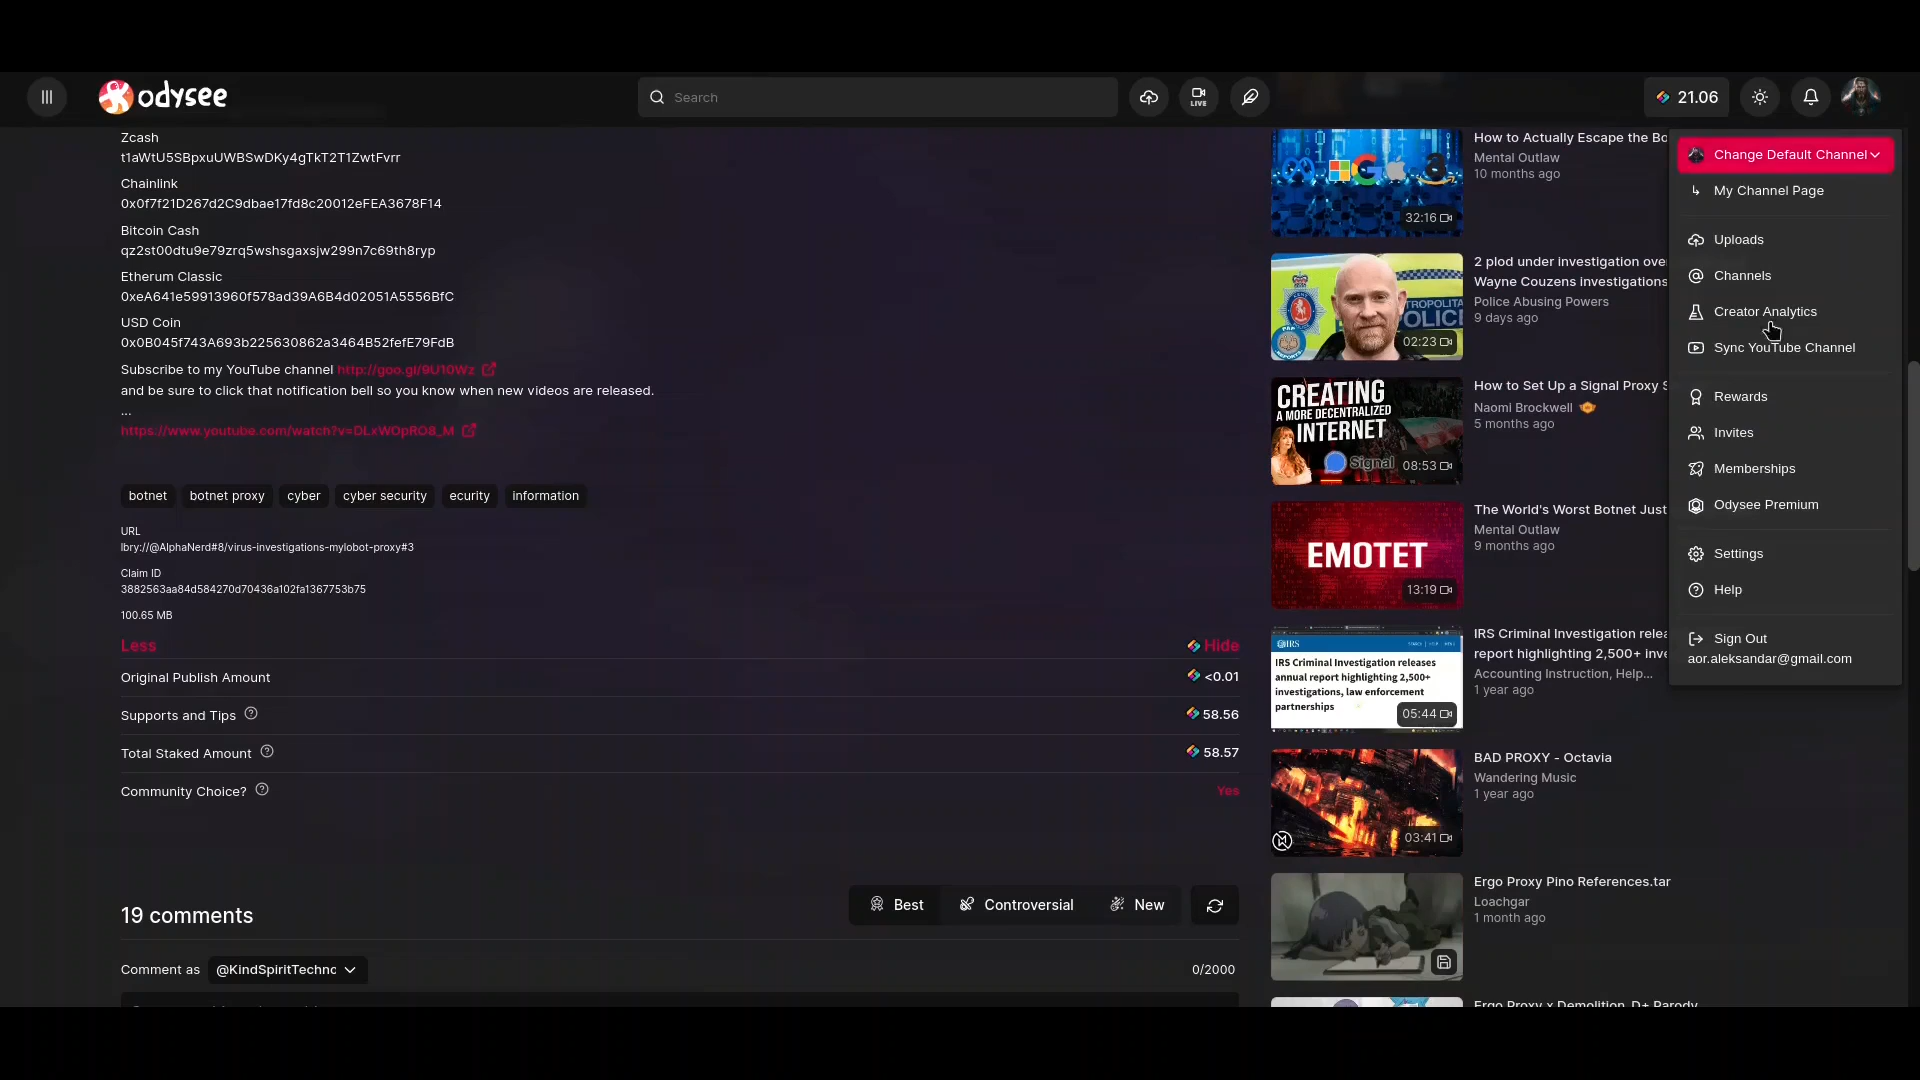 odysee
Search
LIVE
21.06
Zcash
t1aWtU5SBpxuUWBSwDKy4gTkT2T1ZwtFvrr
Chainlink
0x0f7f21D267d2C9dbae17fd8c20012eFEA3678F14
Bitcoin Cash
qz2st00dtu9e79zrq5wshsgaxsjw299n7c69th8ryp
Etherum Classic
0xeA641e59913960f578ad39A6B4d02051A5556BfC
USD Coin
0x0B045f743A693b225630862a3464B52fefE79FdB
Subscribe to my YouTube channel http://goo.gl/9U10Wz
and be sure to click that notification bell so you know when new videos are released.
...
https://www.youtube.com/watch?v=DLxWOpRO8_M
botnet
botnet proxy
cyber
cyber security
ecurity
information
URL
lbry://@AlphaNerd#8/virus-investigations-mylobot-proxy#3
Claim ID
3882563aa84d584270d70436a102fa1367753b75
100.65 MB
Less
Hide
Original Publish Amount
<0.01
Supports and Tips
58.56
Total Staked Amount
58.57
Community Choice?
Yes
19 comments
Best
Controversial
New
Comment as
@KindSpiritTechnc
0/2000
32:16
How to Actually Escape the Bo
Mental Outlaw
10 months ago
POLICE
02:23
2 plod under investigation ove
Wayne Couzens investigations
Police Abusing Powers
9 days ago
CREATING
A MORE DECENTRALIZED
INTERNET
Signal
08:53
How to Set Up a Signal Proxy S
Naomi Brockwell
5 months ago
EMOTET
13:19
The World's Worst Botnet Just
Mental Outlaw
9 months ago
IRS
IRS Criminal Investigation releases
annual report highlighting 2,500+
investigations, law enforcement
partnerships
05:44
IRS Criminal Investigation relea
report highlighting 2,500+ inve
Accounting Instruction, Help...
1 year ago
03:41
BAD PROXY - Octavia
Wandering Music
1 year ago
Ergo Proxy Pino References.tar
Loachgar
1 month ago
Ergo Proxy x Demolition D+ Parody
Change Default Channel
My Channel Page
Uploads
Channels
Creator Analytics
Sync YouTube Channel
Rewards
Invites
Memberships
Odysee Premium
Settings
Help
Sign Out
aor.aleksandar@gmail.com